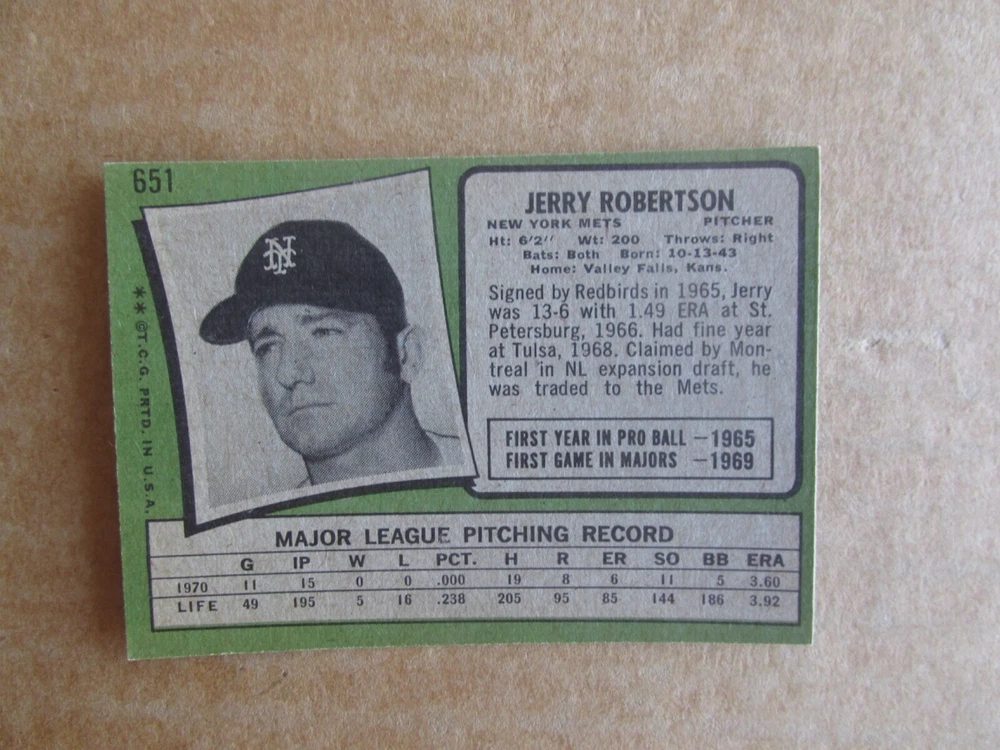 651
NY
** ©T.C.G. PRTD. IN U.S.A.
JERRY ROBERTSON
NEW YORK METS PITCHER
Ht: 6'2" Wt: 200 Throws: Right
Bats: Both Born: 10-13-43
Home: Valley Falls, Kans.
Signed by Redbirds in 1965, Jerry
was 13-6 with 1.49 ERA at St.
Petersburg, 1966. Had fine year
at Tulsa, 1968. Claimed by Mon-
treal in NL expansion draft, he
was traded to the Mets.
FIRST YEAR IN PRO BALL —1965
FIRST GAME IN MAJORS —1969
MAJOR LEAGUE PITCHING RECORD
G IP W L PCT. H R ER SO BB ERA
1970 11 15 0 0 .000 19 8 6 11 5 3.60
LIFE 49 195 5 16 .238 205 95 85 144 186 3.92